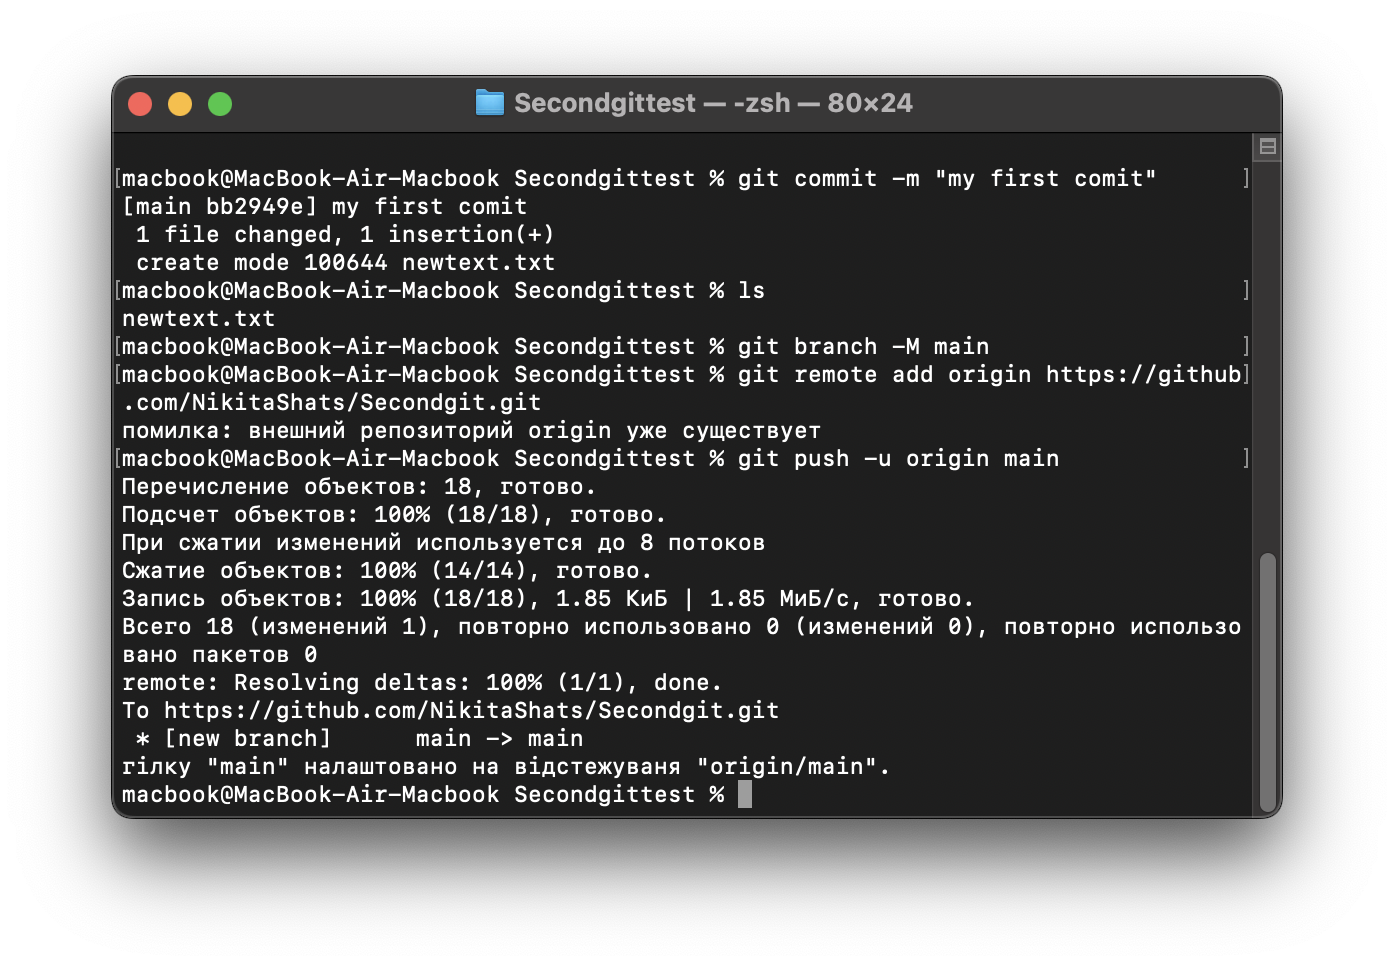 Secondgittest — -zsh — 80×24
[macbook@MacBook-Air-Macbook Secondgittest % git commit -m "my first comit"      ]
[main bb2949e] my first comit
 1 file changed, 1 insertion(+)
 create mode 100644 newtext.txt
[macbook@MacBook-Air-Macbook Secondgittest % ls                                  ]
newtext.txt
[macbook@MacBook-Air-Macbook Secondgittest % git branch -M main                  ]
[macbook@MacBook-Air-Macbook Secondgittest % git remote add origin https://github]
.com/NikitaShats/Secondgit.git
помилка: внешний репозиторий origin уже существует
[macbook@MacBook-Air-Macbook Secondgittest % git push -u origin main             ]
Перечисление объектов: 18, готово.
Подсчет объектов: 100% (18/18), готово.
При сжатии изменений используется до 8 потоков
Сжатие объектов: 100% (14/14), готово.
Запись объектов: 100% (18/18), 1.85 КиБ | 1.85 МиБ/с, готово.
Всего 18 (изменений 1), повторно использовано 0 (изменений 0), повторно использо
вано пакетов 0
remote: Resolving deltas: 100% (1/1), done.
To https://github.com/NikitaShats/Secondgit.git
 * [new branch]      main -> main
гілку "main" налаштовано на відстежуваня "origin/main".
macbook@MacBook-Air-Macbook Secondgittest %